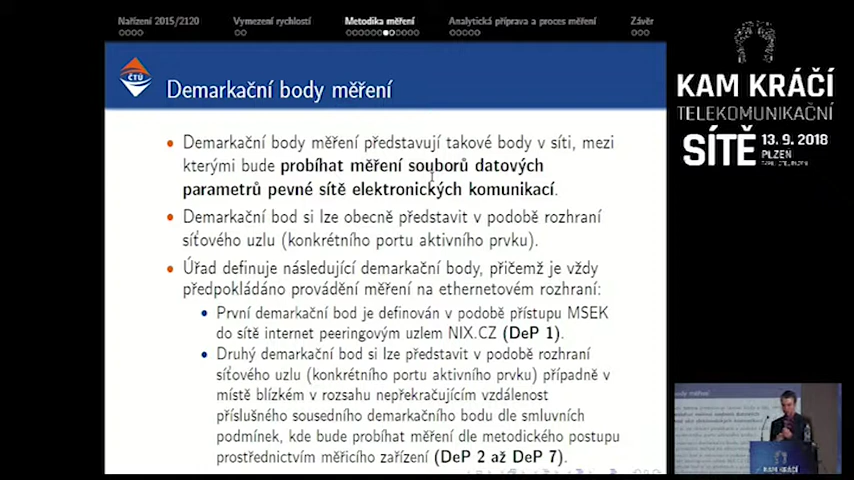 Nařízení 2015/2120
Vymezení rychlostí
Metodika měření
Analytická příprava a proces měření
Závěr
ČTÚ
Demarkační body měření
Demarkační body měření představují takové body v síti, mezi
kterými bude probíhat měření souborů datových
parametrů pevné sítě elektronických komunikací.
Demarkační bod si lze obecně představit v podobě rozhraní
síťového uzlu (konkrétního portu aktivního prvku).
Úřad definuje následující demarkační body, přičemž je vždy
předpokládáno provádění měření na ethernetovém rozhraní:
První demarkační bod je definován v podobě přístupu MSEK
do sítě internet peeringovým uzlem NIX.CZ (DeP 1).
Druhý demarkační bod si lze představit v podobě rozhraní
síťového uzlu (konkrétního portu aktivního prvku) případně v
místě blízkém v rozsahu nepřekračujícím vzdálenost
příslušného sousedního demarkačního bodu dle smluvních
podmínek, kde bude probíhat měření dle metodického postupu
prostřednictvím měřicího zařízení (DeP 2 až DeP 7).
KAM KRÁČÍ
TELEKOMUNIKAČNÍ
SÍTĚ 13. 9. 2018
PLZEN
KAM KRÁČÍ